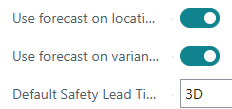 Use forecast on locati...
Use forecast on varian...
Default Safety Lead Ti... 3D